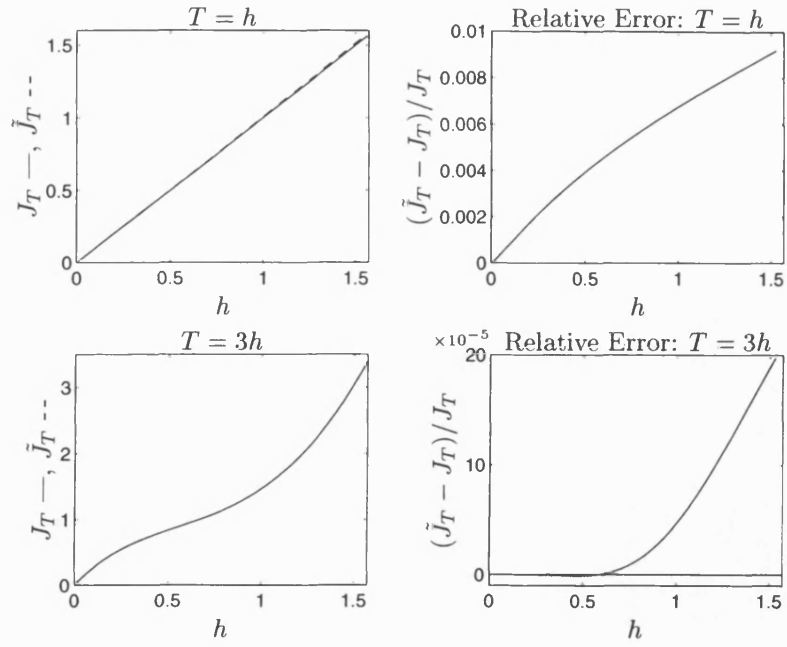 T = h
J_T —, J̃_T --
1.5
1
0.5
0
0 0.5 1 1.5
h
Relative Error: T = h
(J̃_T − J_T)/J_T
0.01
0.008
0.006
0.004
0.002
0
0 0.5 1 1.5
h
T = 3h
J_T —, J̃_T --
3
2
1
0
0 0.5 1 1.5
h
×10⁻⁵ Relative Error: T = 3h
(J̃_T − J_T)/J_T
20
10
0
0 0.5 1 1.5
h